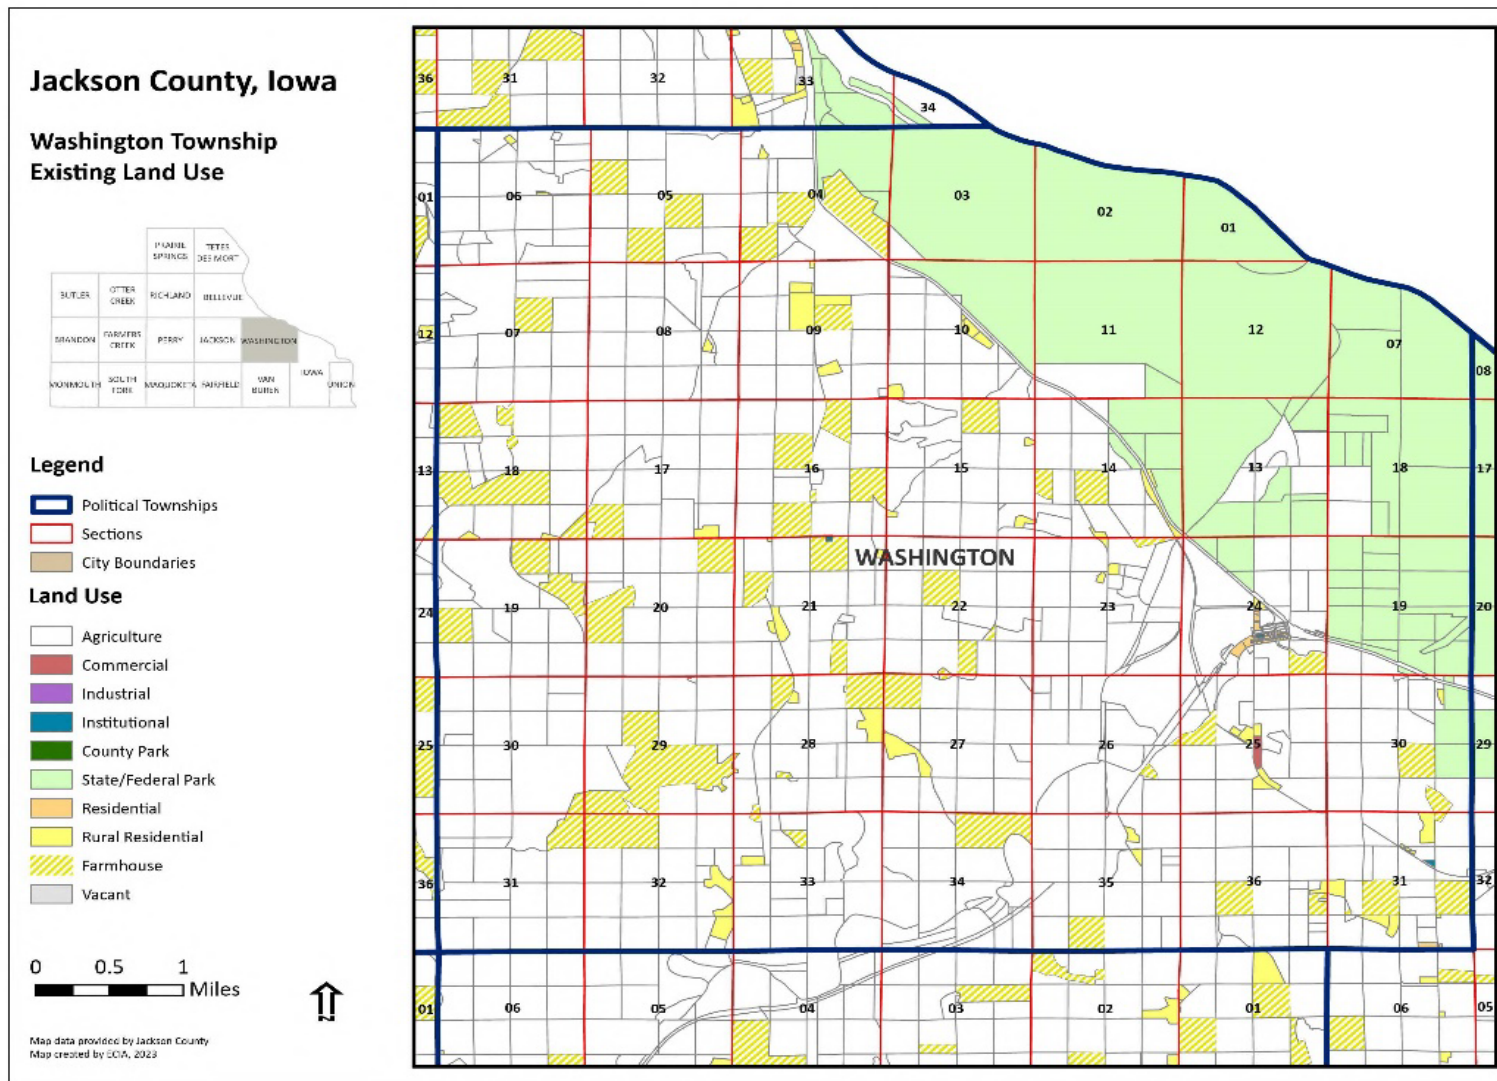 Jackson County, Iowa
Washington Township
Existing Land Use
PRAIRIE
SPRINGS
TETES
DES MORT
BUTLER
OTTER
CREEK
RICHLAND
BELLEVUE
BRANDON
FARMERS
CREEK
PERRY
JACKSON
WASHINGTON
MONMOUTH
SOUTH
FORK
MAQUOKETA
FAIRFIELD
VAN
BUREN
IOWA
UNION
Legend
Political Townships
Sections
City Boundaries
Land Use
Agriculture
Commercial
Industrial
Institutional
County Park
State/Federal Park
Residential
Rural Residential
Farmhouse
Vacant
0 0.5 1
Miles
N
Map data provided by Jackson County
Map created by ECIA, 2023
36 31 32 33 34
01 06 05 04 03 02 01
12 07 08 09 10 11 12 07 08
13 18 17 16 15 14 13 18 17
WASHINGTON
24 19 20 21 22 23 24 19 20
25 30 29 28 27 26 25 30 29
36 31 32 33 34 35 36 31 32
01 06 05 04 03 02 01 06 05